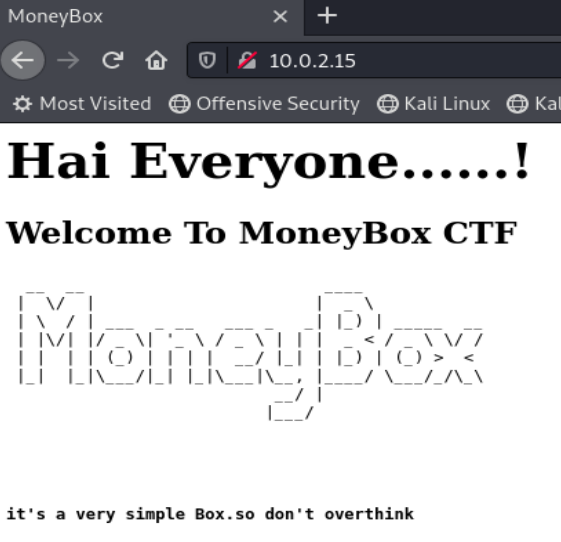 MoneyBox
10.0.2.15
Most Visited Offensive Security Kali Linux Kal
Hai Everyone......!
Welcome To MoneyBox CTF
MoneyBox
it's a very simple Box.so don't overthink